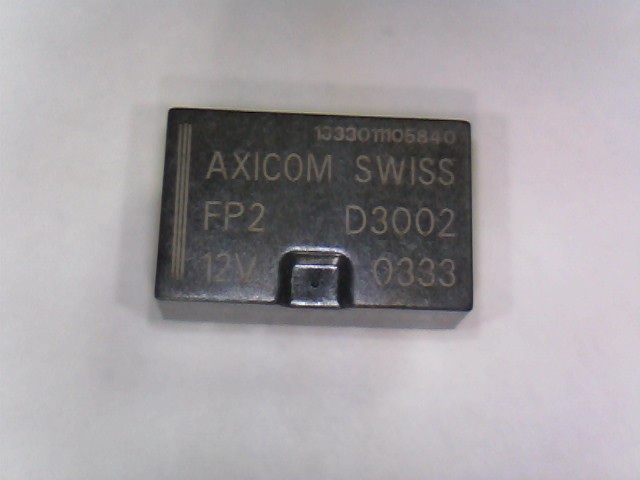 1333011105840
AXICOM SWISS
FP2 D3002
12V 0333